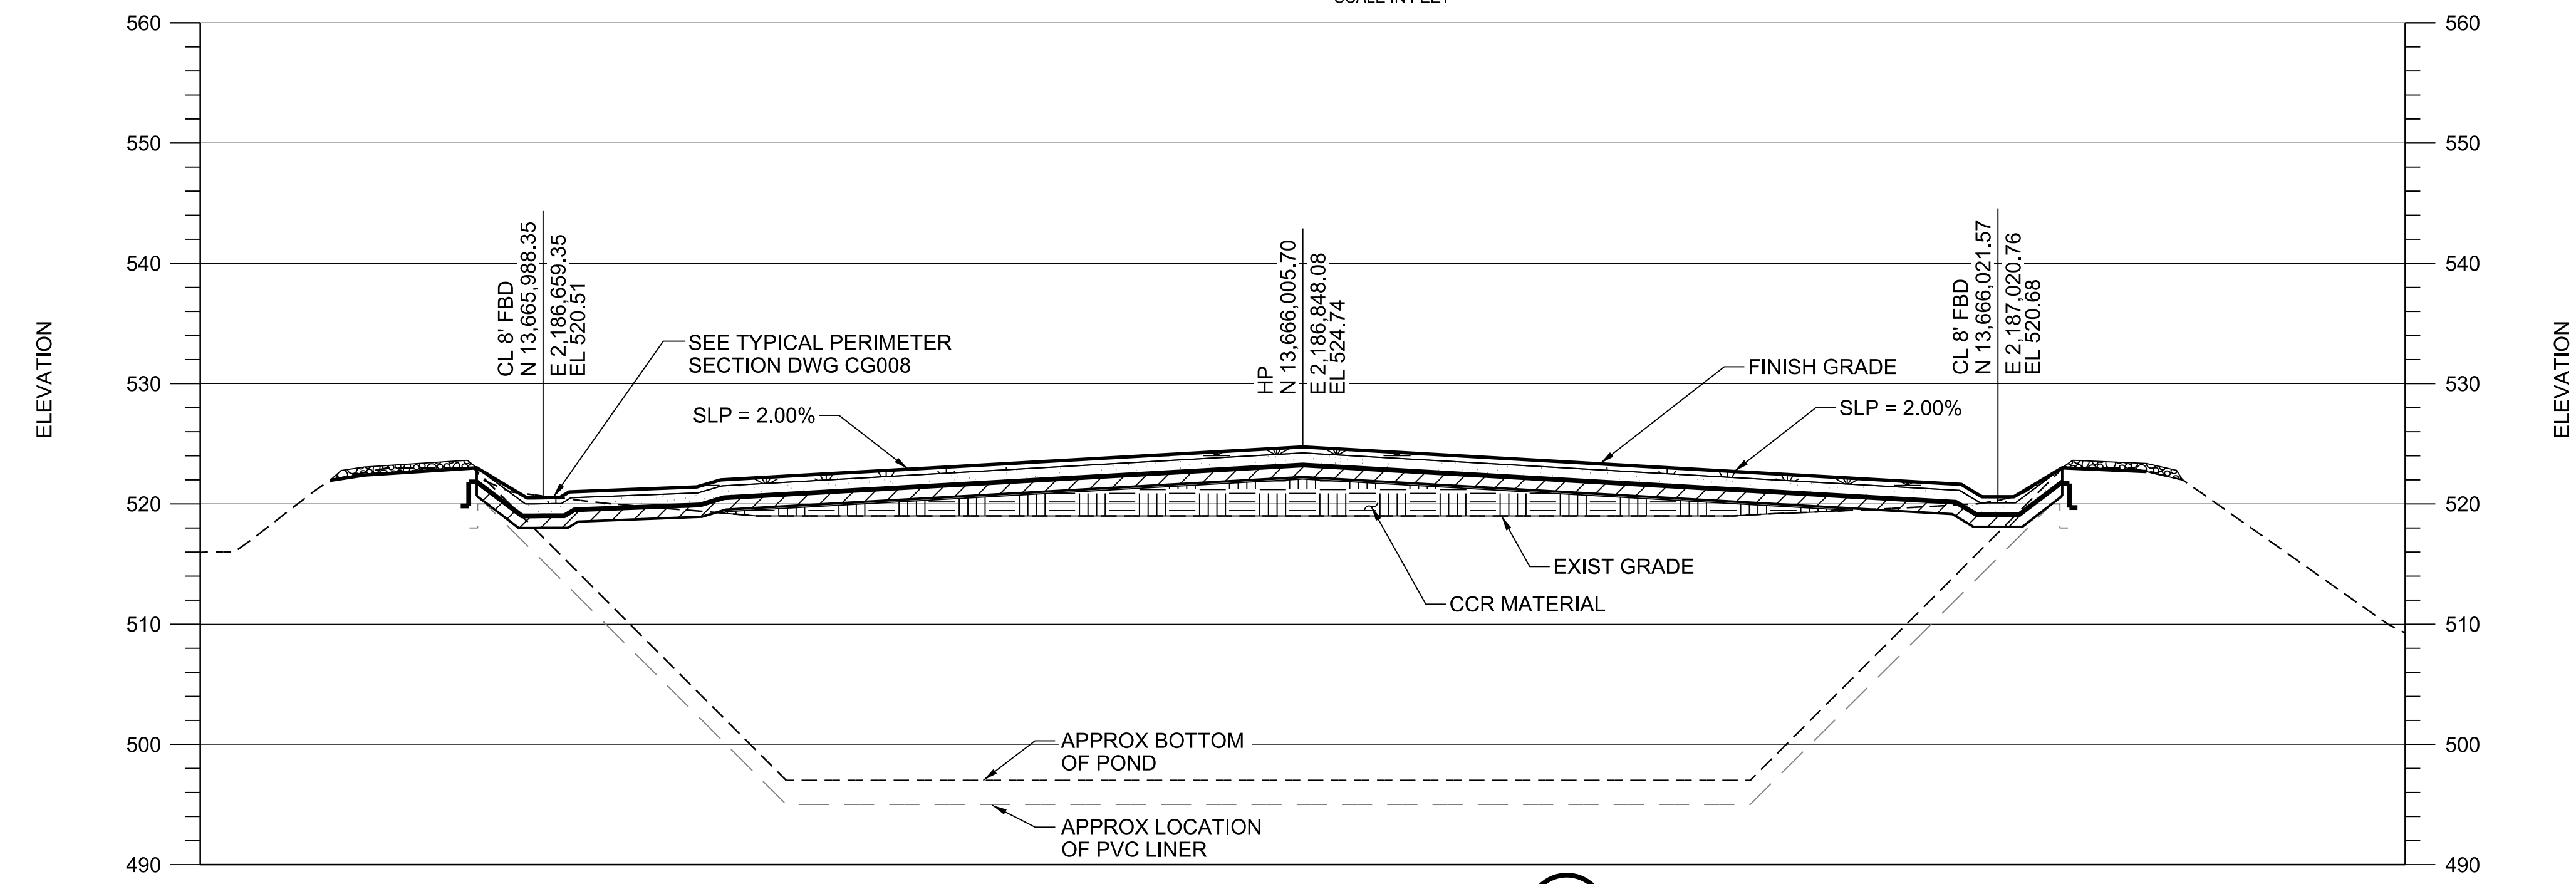 SCALE IN FEET
560
560
550
550
540
540
530
530
520
520
510
510
500
500
490
490
ELEVATION
ELEVATION
CL 8' FBD
N 13,665,988.35
E 2,186,659.35
EL 520.51
SEE TYPICAL PERIMETER
SECTION DWG CG008
SLP = 2.00%
HP
N 13,666,005.70
E 2,186,848.08
EL 524.74
FINISH GRADE
SLP = 2.00%
CL 8' FBD
N 13,666,021.57
E 2,187,020.76
EL 520.68
EXIST GRADE
CCR MATERIAL
APPROX BOTTOM
OF POND
APPROX LOCATION
OF PVC LINER